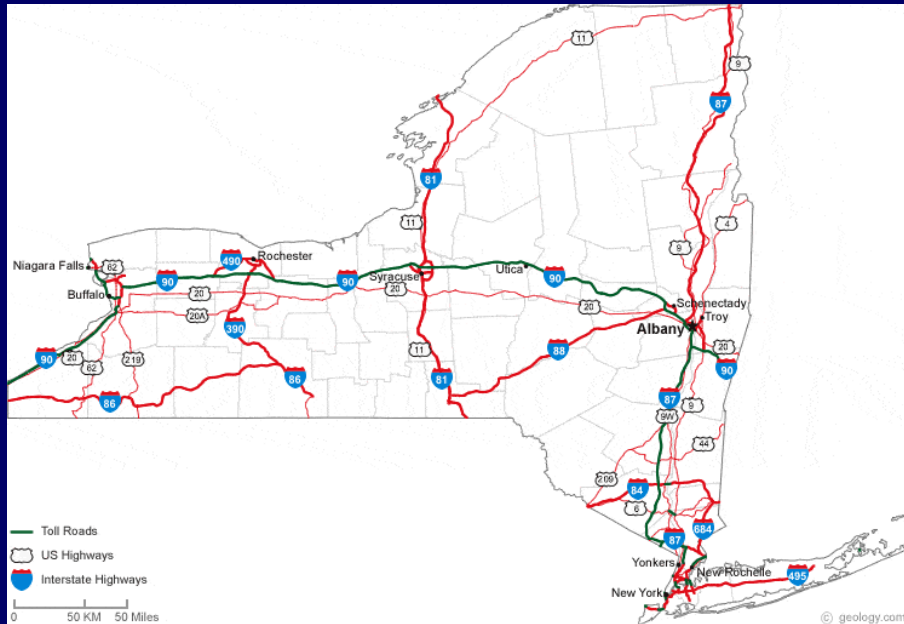 11
9
87
81
11
4
9
Niagara Falls
62
490
Rochester
90
90
Syracuse
Utica
90
Buffalo
20
20
20
Schenectady
Troy
20A
390
Albany
90
20
62
219
11
88
20
90
86
86
81
87
9
9W
44
209
84
6
684
87
Toll Roads
US Highways
Interstate Highways
Yonkers
New Rochelle
495
New York
0 50 KM 50 Miles
© geology.com